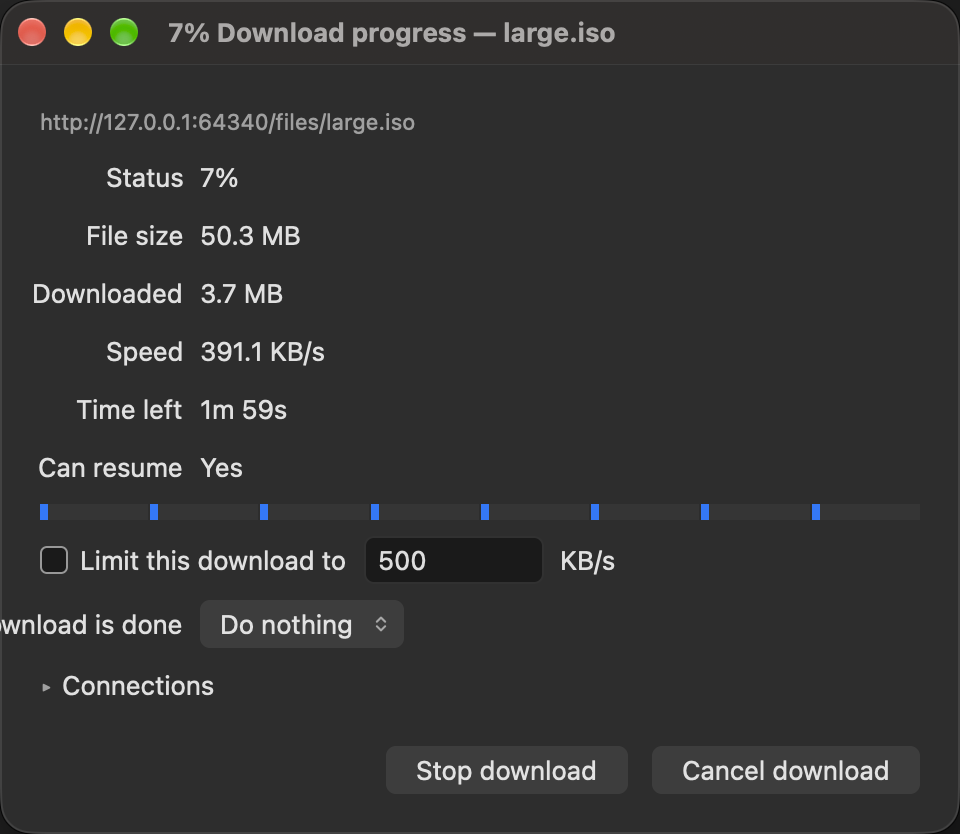 7% Download progress — large.iso
http://127.0.0.1:64340/files/large.iso
Status 7%
File size 50.3 MB
Downloaded 3.7 MB
Speed 391.1 KB/s
Time left 1m 59s
Can resume Yes
Limit this download to 500 KB/s
wnload is done Do nothing
Connections
Stop download Cancel download